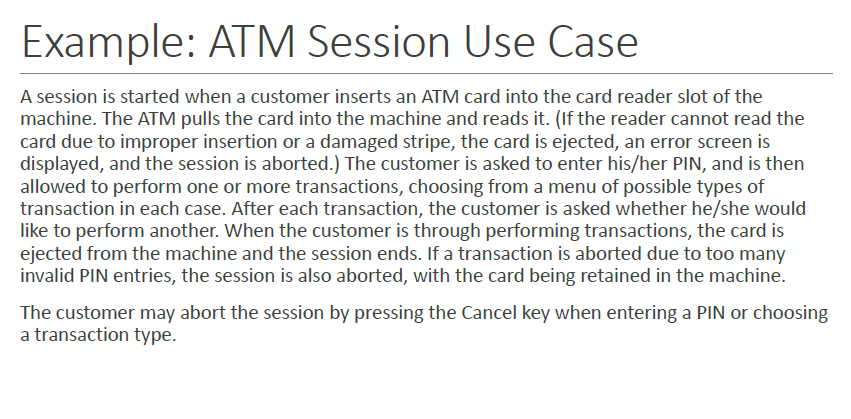 Example: ATM Session Use Case
A session is started when a customer inserts an ATM card into the card reader slot of the
machine. The ATM pulls the card into the machine and reads it. (If the reader cannot read the
card due to improper insertion or a damaged stripe, the card is ejected, an error screen is
displayed, and the session is aborted.) The customer is asked to enter his/her PIN, and is then
allowed to perform one or more transactions, choosing from a menu of possible types of
transaction in each case. After each transaction, the customer is asked whether he/she would
like to perform another. When the customer is through performing transactions, the card is
ejected from the machine and the session ends. If a transaction is aborted due to too many
invalid PIN entries, the session is also aborted, with the card being retained in the machine.
The customer may abort the session by pressing the Cancel key when entering a PIN or choosing
a transaction type.